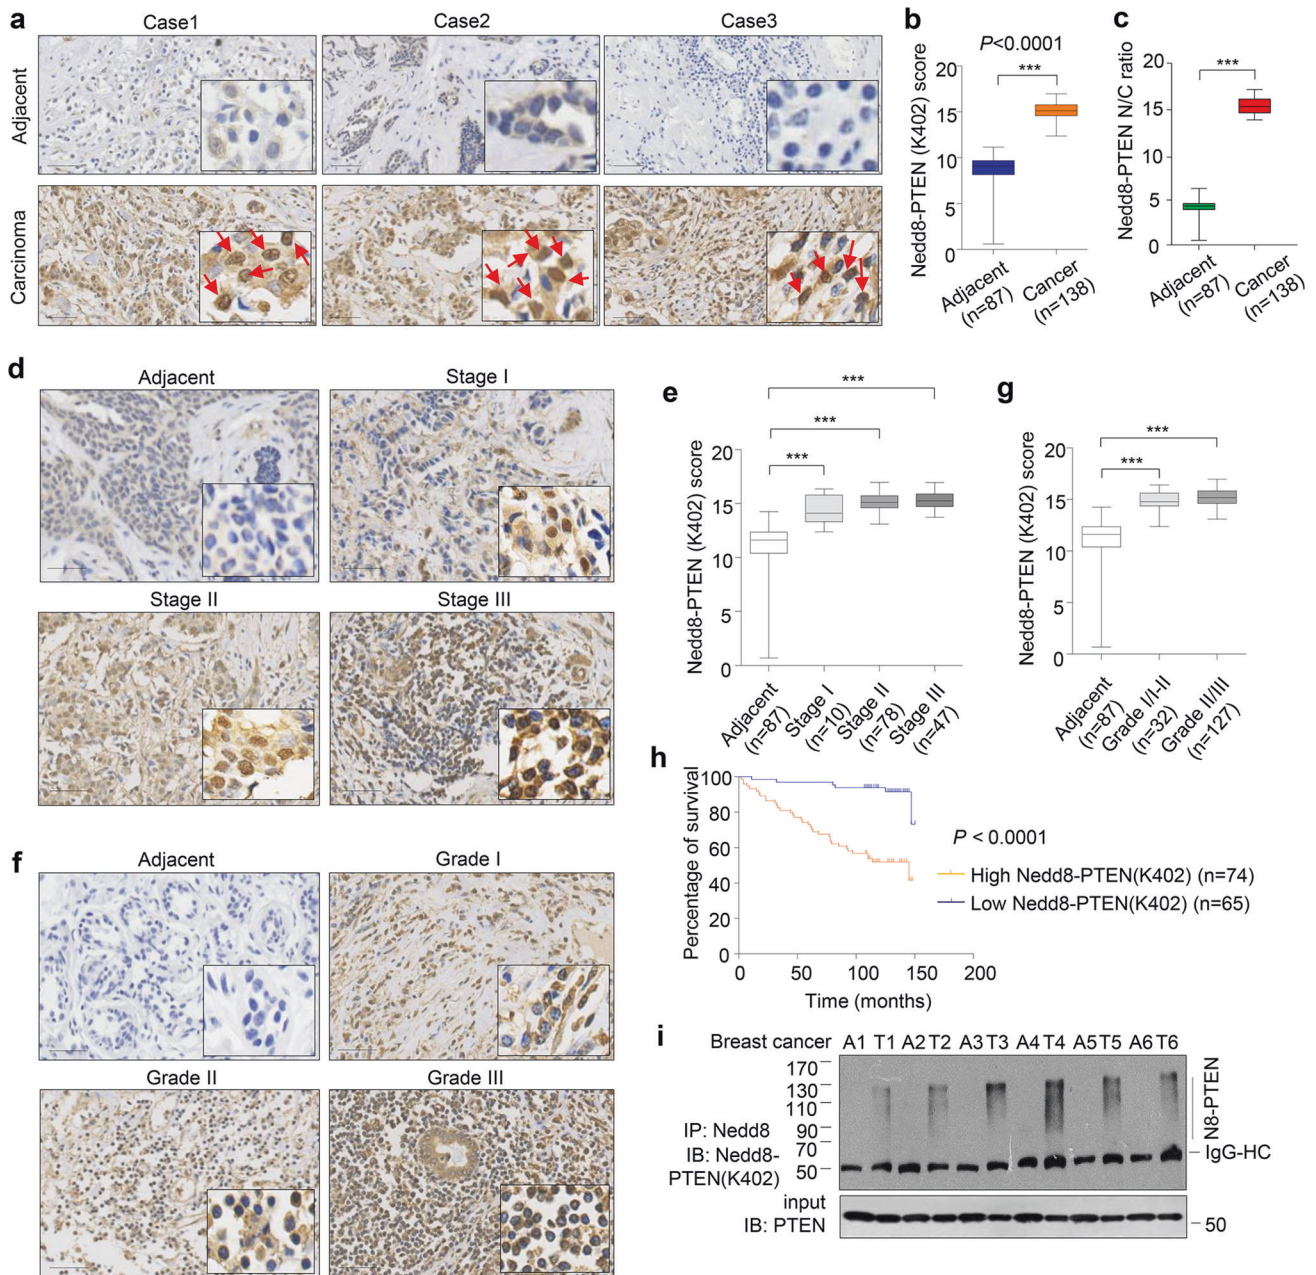 a
Case1
Case2
Case3
Adjacent
Carcinoma
b
Nedd8-PTEN (K402) score
P<0.0001
***
20
15
10
5
0
Adjacent
(n=87)
Cancer
(n=138)
c
Nedd8-PTEN N/C ratio
***
20
15
10
5
0
Adjacent
(n=87)
Cancer
(n=138)
d
Adjacent
Stage I
Stage II
Stage III
e
Nedd8-PTEN (K402) score
***
***
***
20
15
10
5
0
Adjacent
(n=87)
Stage I
(n=10)
Stage II
(n=78)
Stage III
(n=47)
g
Nedd8-PTEN (K402) score
***
***
20
15
10
5
0
Adjacent
(n=87)
Grade I/I-II
(n=32)
Grade II/III
(n=127)
f
Adjacent
Grade I
Grade II
Grade III
h
Percentage of survival
100
80
60
40
20
0
0 50 100 150 200
Time (months)
P < 0.0001
High Nedd8-PTEN(K402) (n=74)
Low Nedd8-PTEN(K402) (n=65)
i
Breast cancer A1 T1 A2 T2 A3 T3 A4 T4 A5 T5 A6 T6
170
130
110
90
70
50
IP: Nedd8
IB: Nedd8-
PTEN(K402)
N8-PTEN
IgG-HC
input
IB: PTEN
50